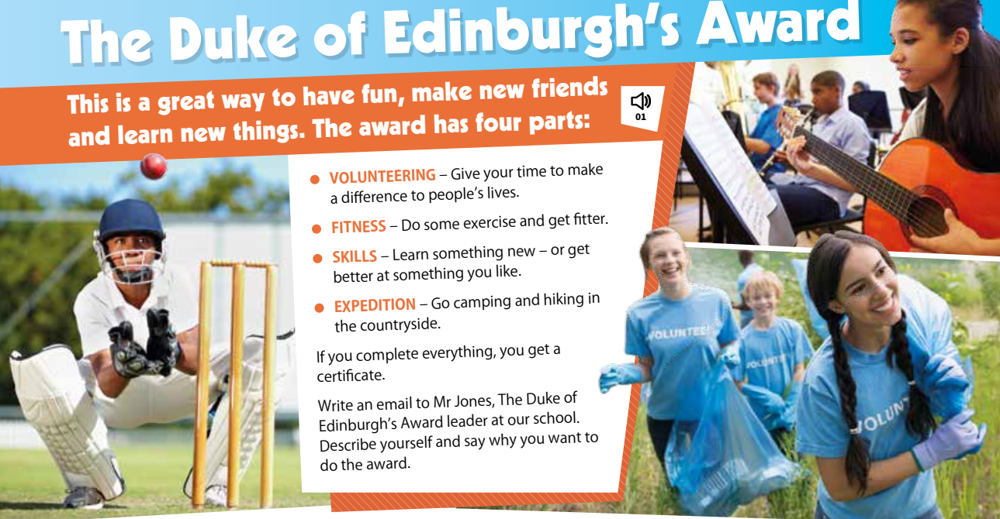 The Duke of Edinburgh's Award
This is a great way to have fun, make new friends
and learn new things. The award has four parts:
01
● VOLUNTEERING – Give your time to make
a difference to people's lives.
● FITNESS – Do some exercise and get fitter.
● SKILLS – Learn something new – or get
better at something you like.
● EXPEDITION – Go camping and hiking in
the countryside.
If you complete everything, you get a
certificate.
Write an email to Mr Jones, The Duke of
Edinburgh's Award leader at our school.
Describe yourself and say why you want to
do the award.
VOLUNTEE
VOLUNTE
VOLUNT